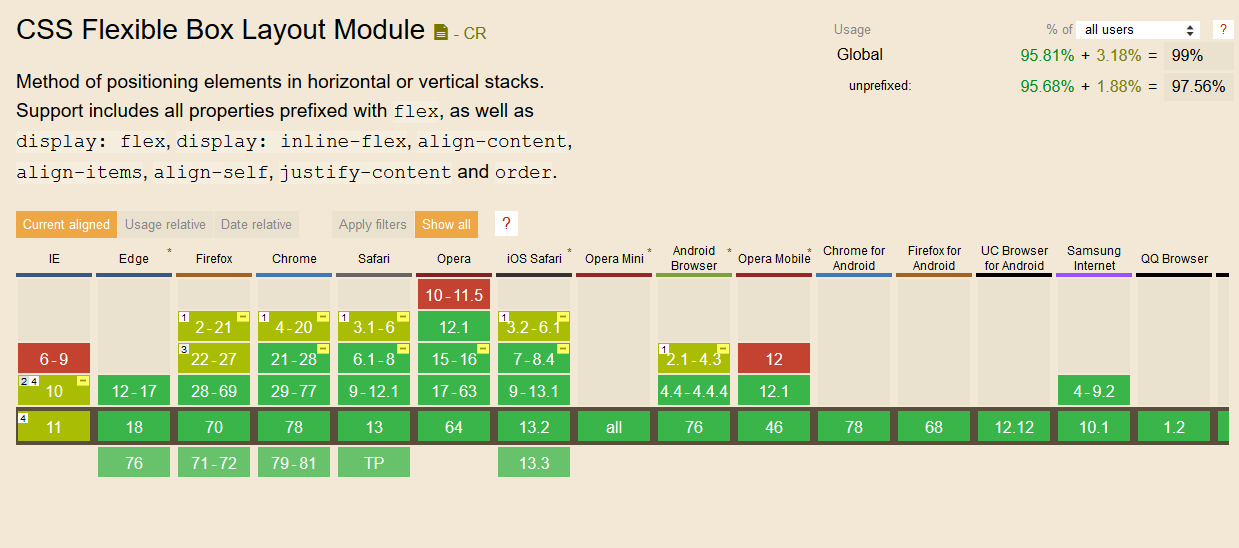 CSS Flexible Box Layout Module - CR
Usage % of all users ?
Global 95.81% + 3.18% = 99%
unprefixed: 95.68% + 1.88% = 97.56%
Method of positioning elements in horizontal or vertical stacks.
Support includes all properties prefixed with flex, as well as
display: flex, display: inline-flex, align-content,
align-items, align-self, justify-content and order.
Current aligned Usage relative Date relative Apply filters Show all ?
IE Edge * Firefox Chrome Safari Opera iOS Safari * Opera Mini * Android Browser * Opera Mobile * Chrome for Android Firefox for Android UC Browser for Android Samsung Internet QQ Browser
10-11.5
1 2-21 1 4-20 1 3.1-6 12.1 1 3.2-6.1
6-9 3 22-27 21-28 6.1-8 15-16 7-8.4 1 2.1-4.3 12
2 4 10 12-17 28-69 29-77 9-12.1 17-63 9-13.1 4.4-4.4.4 12.1 4-9.2
4 11 18 70 78 13 64 13.2 all 76 46 78 68 12.12 10.1 1.2
76 71-72 79-81 TP 13.3